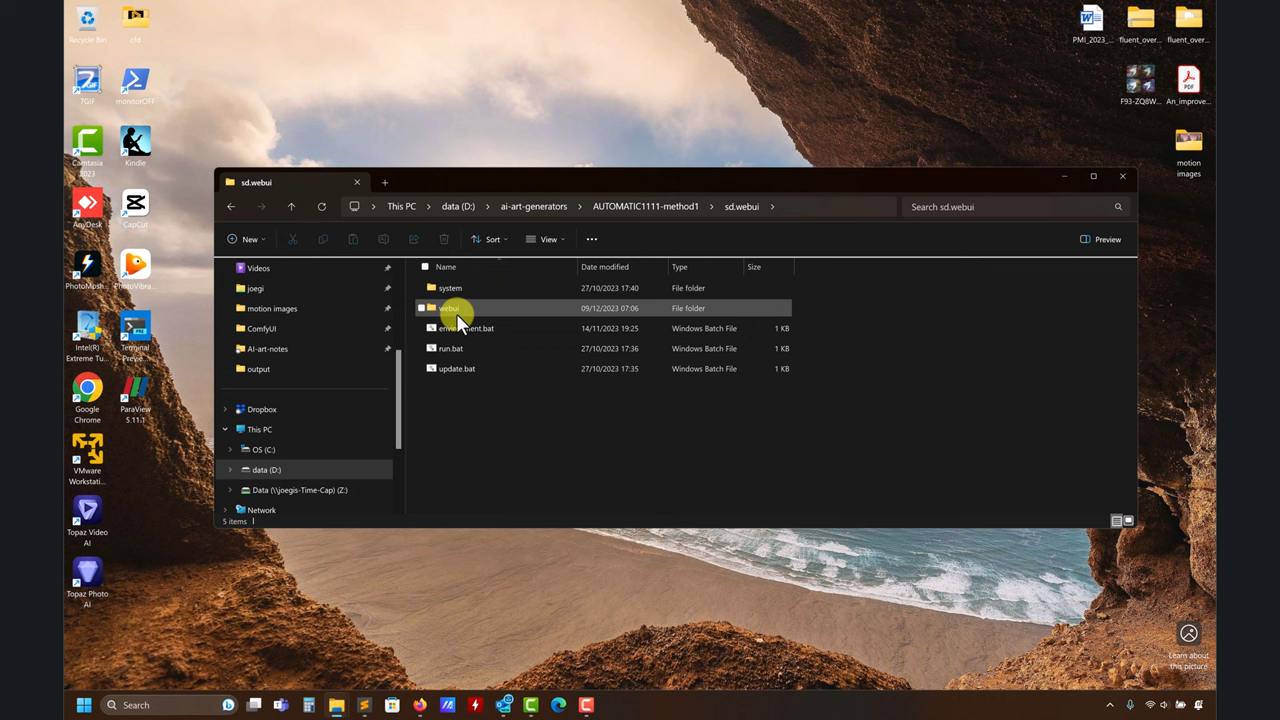 Recycle Bin
cfd
7GIF
monitorOFF
Camtasia
2023
Kindle
AnyDesk
CapCut
PhotoMosh...
PhotoVibra...
Intel(R)
Extreme Tu...
Terminal
Preview
Google
Chrome
ParaView
5.11.1
VMware
Workstati...
Topaz Video
AI
Topaz Photo
AI
PMI_2023_...
fluent_over...
fluent_over...
F93-ZQ8W...
An_improve...
motion
images
sd.webui
This PC
data (D:)
ai-art-generators
AUTOMATIC1111-method1
sd.webui
Search sd.webui
New
Sort
View
Preview
Videos
joegi
motion images
ComfyUI
AI-art-notes
output
Dropbox
This PC
OS (C:)
data (D:)
Data (\\joegis-Time-Cap) (Z:)
Network
Name Date modified Type Size
system 27/10/2023 17:40 File folder
webui 09/12/2023 07:06 File folder
environment.bat 14/11/2023 19:25 Windows Batch File 1 KB
run.bat 27/10/2023 17:36 Windows Batch File 1 KB
update.bat 27/10/2023 17:35 Windows Batch File 1 KB
5 items
Learn about
this picture
Search